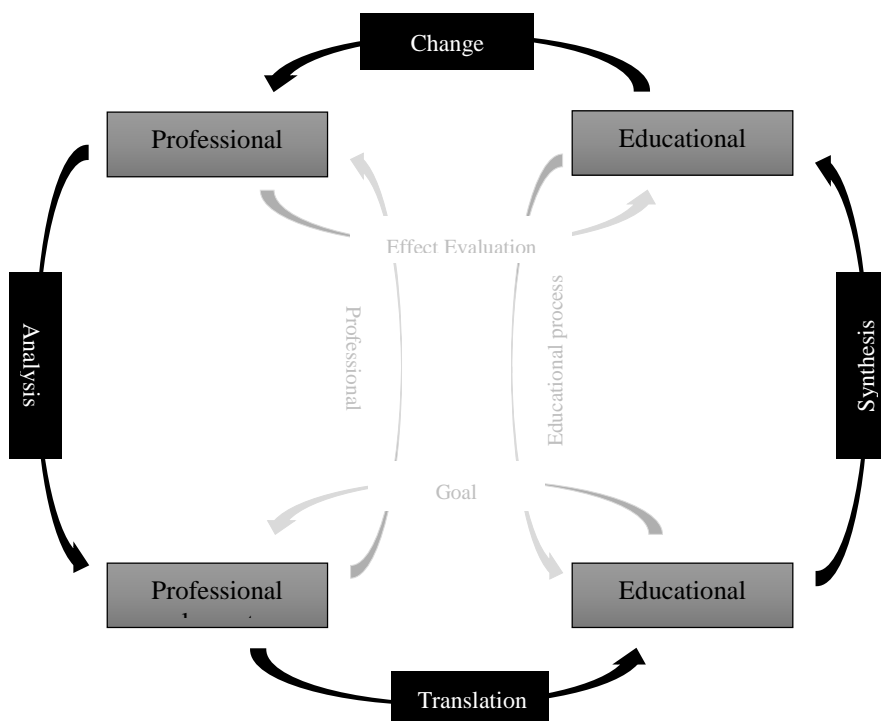 Change
Professional
Educational
Effect Evaluation
Analysis
Professional
Educational process
Synthesis
Goal
Professional
Educational
Translation